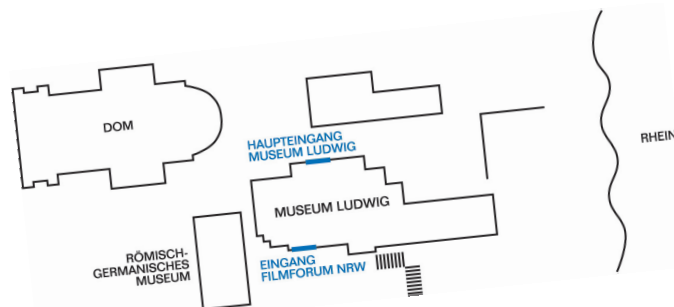 DOM
HAUPTEINGANG
MUSEUM LUDWIG
RHEIN
MUSEUM LUDWIG
RÖMISCH-
GERMANISCHES
MUSEUM
EINGANG
FILMFORUM NRW